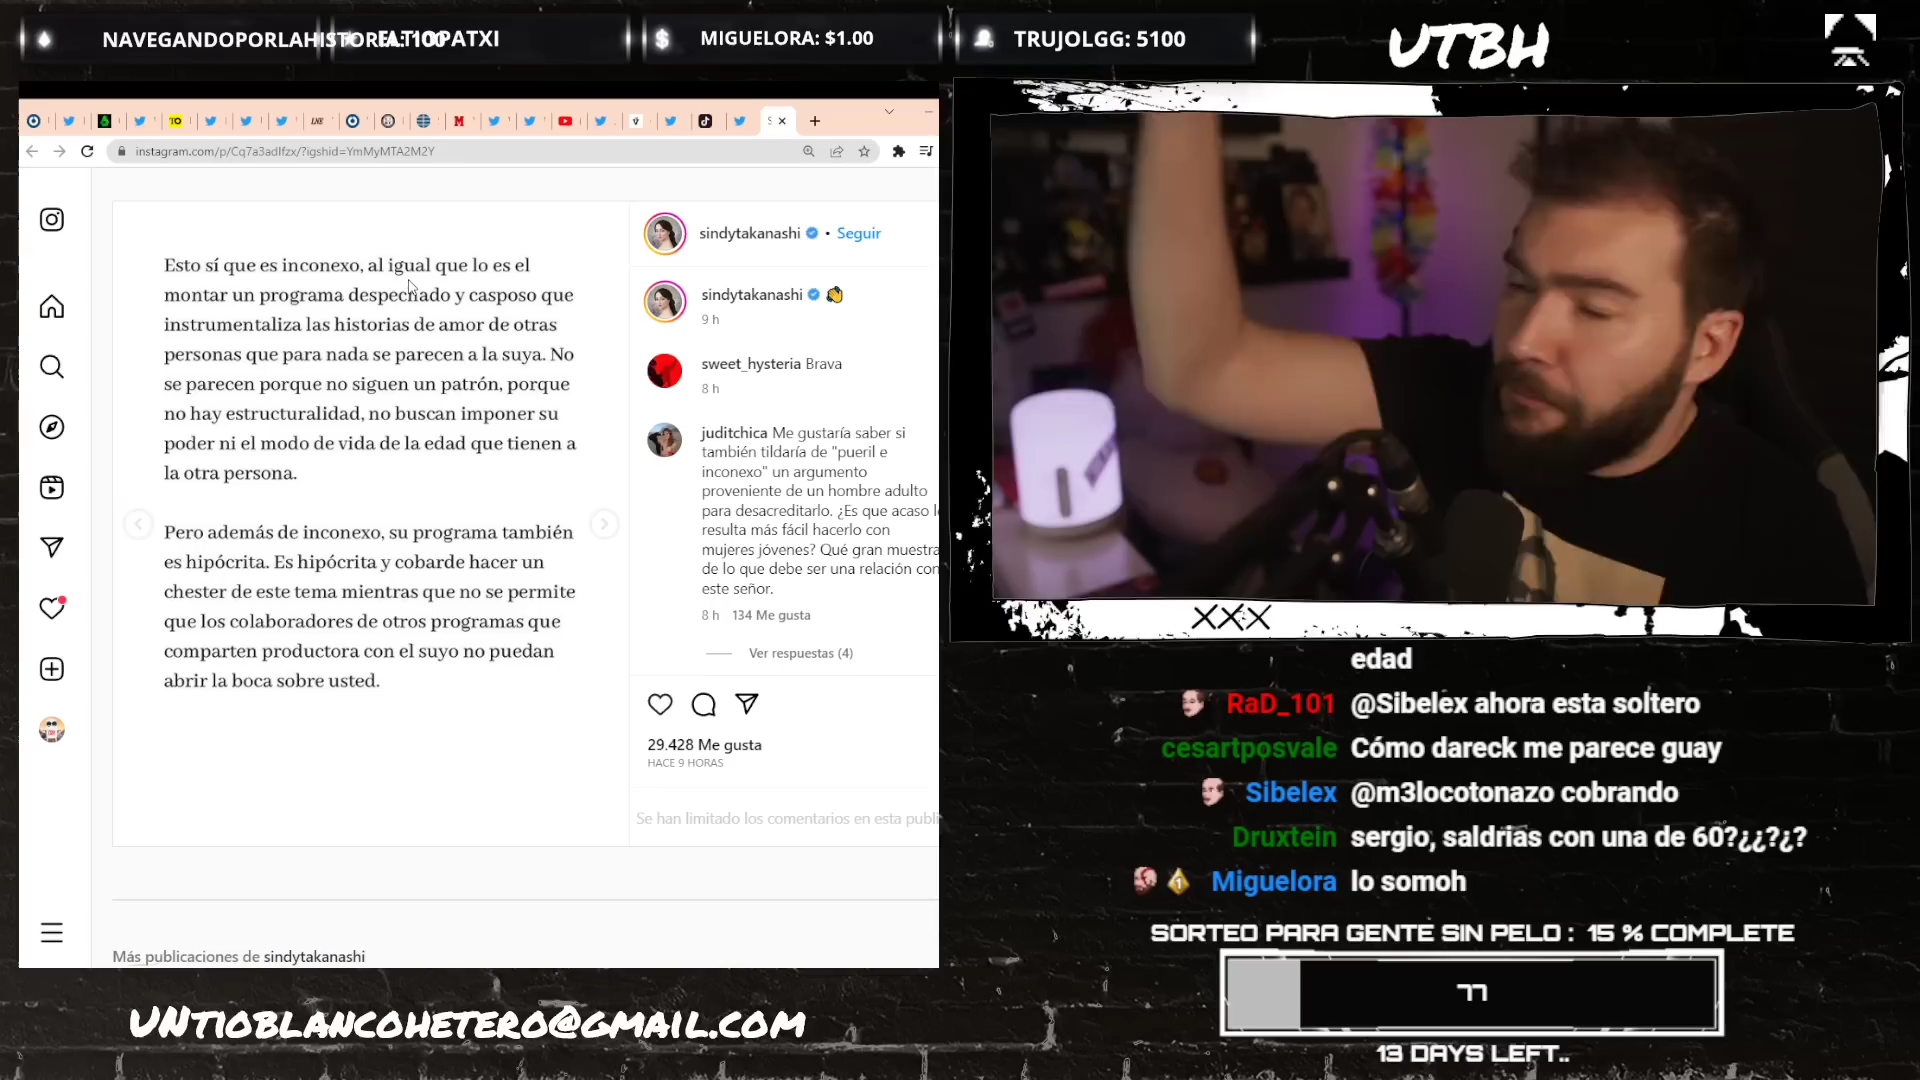 NAVEGANDOPORLAHISTORIA: 100
ELTIOPATXI
MIGUELORA: $1.00
TRUJOLGG: 5100
UTBH
instagram.com/p/Cq7a3adlfzx/?igshid=YmMyMTA2M2Y
Esto sí que es inconexo, al igual que lo es el
montar un programa despechado y casposo que
instrumentaliza las historias de amor de otras
personas que para nada se parecen a la suya. No
se parecen porque no siguen un patrón, porque
no hay estructuralidad, no buscan imponer su
poder ni el modo de vida de la edad que tienen a
la otra persona.
Pero además de inconexo, su programa también
es hipócrita. Es hipócrita y cobarde hacer un
chester de este tema mientras que no se permite
que los colaboradores de otros programas que
comparten productora con el suyo no puedan
abrir la boca sobre usted.
sindytakanashi • Seguir
sindytakanashi 👏
9 h
sweet_hysteria Brava
8 h
juditchica Me gustaría saber si
también tildaría de "pueril e
inconexo" un argumento
proveniente de un hombre adulto
para desacreditarlo. ¿Es que acaso l
resulta más fácil hacerlo con
mujeres jóvenes? Qué gran muestra
de lo que debe ser una relación con
este señor.
8 h 134 Me gusta
Ver respuestas (4)
29.428 Me gusta
HACE 9 HORAS
Se han limitado los comentarios en esta publi
Más publicaciones de sindytakanashi
XXX
edad
RaD_101 @Sibelex ahora esta soltero
cesartposvale Cómo dareck me parece guay
Sibelex @m3locotonazo cobrando
Druxtein sergio, saldrias con una de 60?¿¿?¿?
Miguelora lo somoh
SORTEO PARA GENTE SIN PELO : 15 % COMPLETE
77
13 DAYS LEFT..
UNTIOBLANCOHETERO@GMAIL.COM